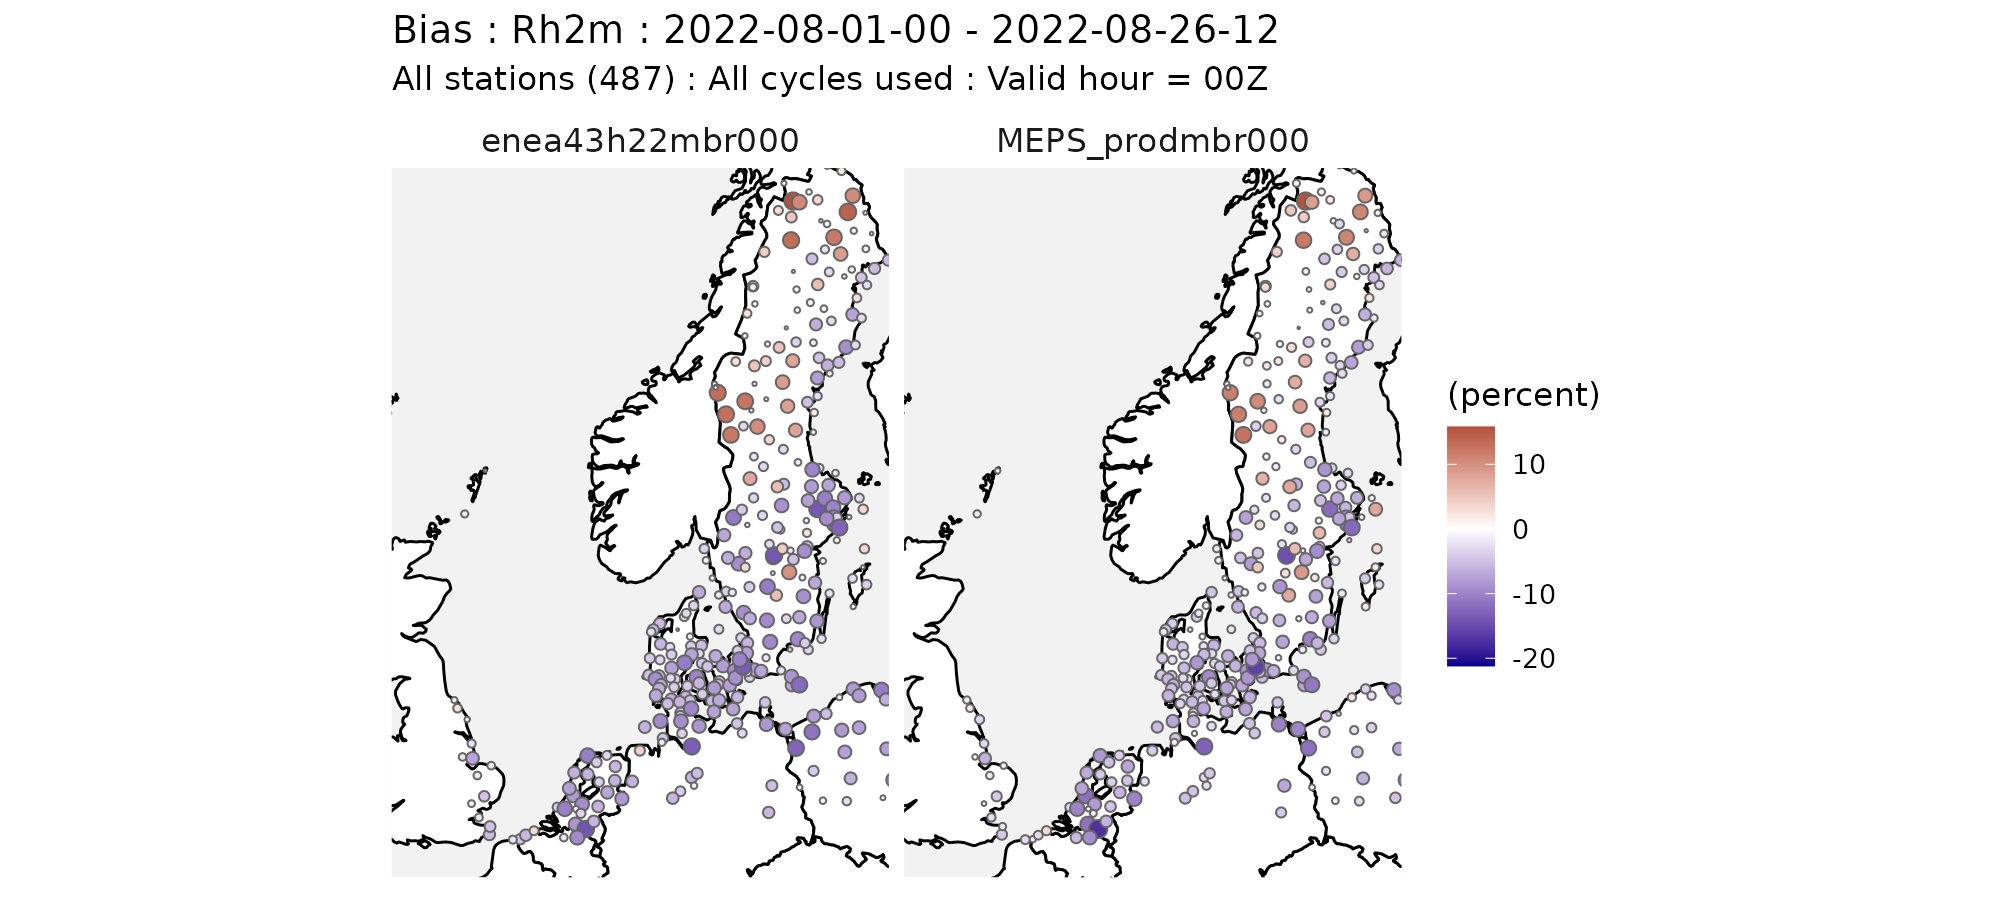 Bias : Rh2m : 2022-08-01-00 - 2022-08-26-12
All stations (487) : All cycles used : Valid hour = 00Z
enea43h22mbr000
MEPS_prodmbr000
(percent)
10
0
-10
-20